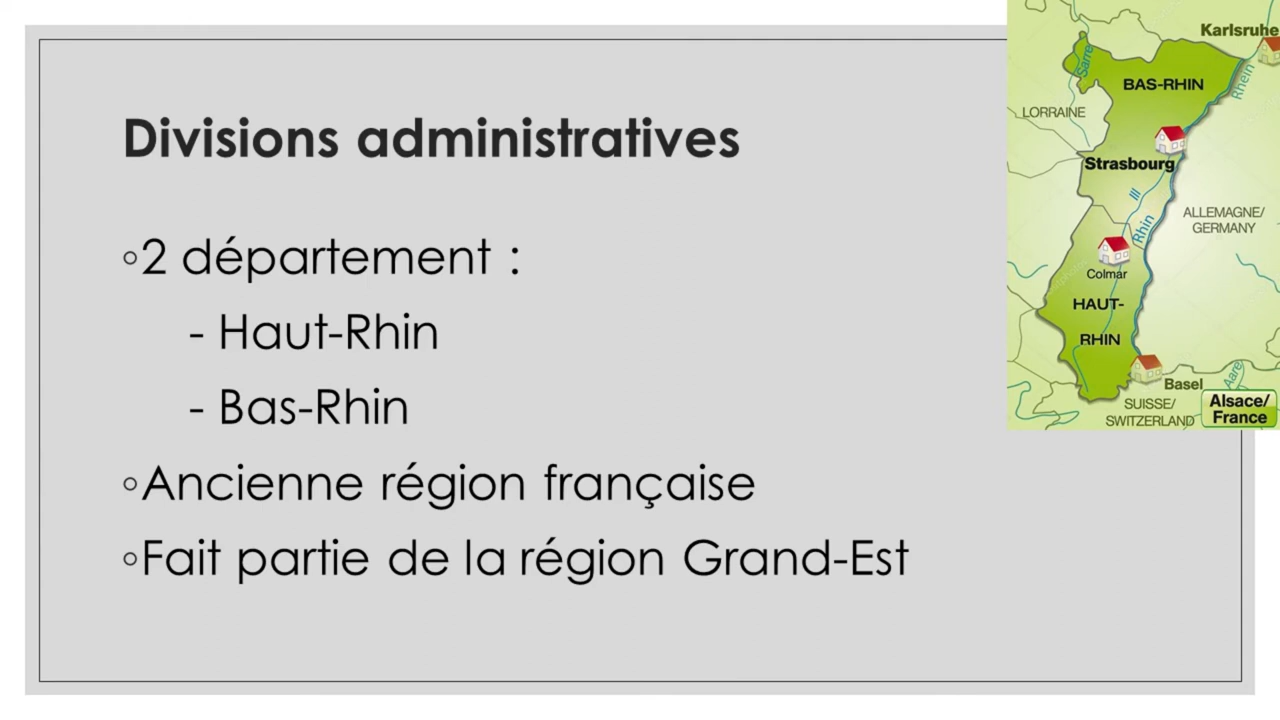 Divisions administratives
◦2 département :
- Haut-Rhin
- Bas-Rhin
◦Ancienne région française
◦Fait partie de la région Grand-Est
Karlsruhe
Sarre
BAS-RHIN
Rhein
LORRAINE
Strasbourg
Ill
ALLEMAGNE/
GERMANY
Rhin
Colmar
HAUT-
RHIN
Basel
Aare
SUISSE/
SWITZERLAND
Alsace/
France